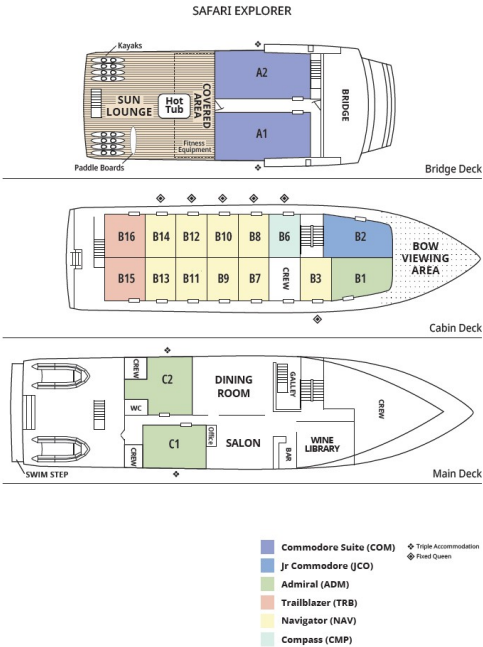 SAFARI EXPLORER
Kayaks
SUN
LOUNGE
Hot
Tub
COVERED
AREA
Fitness
Equipment
Paddle Boards
A2
A1
BRIDGE
Bridge Deck
B16
B14
B12
B10
B8
B6
B2
B15
B13
B11
B9
B7
CREW
B3
B1
BOW
VIEWING
AREA
Cabin Deck
CREW
C2
WC
C1
CREW
Office
DINING
ROOM
SALON
GALLEY
BAR
WINE
LIBRARY
CREW
SWIM STEP
Main Deck
Commodore Suite (COM)
Jr Commodore (JCO)
Admiral (ADM)
Trailblazer (TRB)
Navigator (NAV)
Compass (CMP)
Triple Accommodation
Fixed Queen